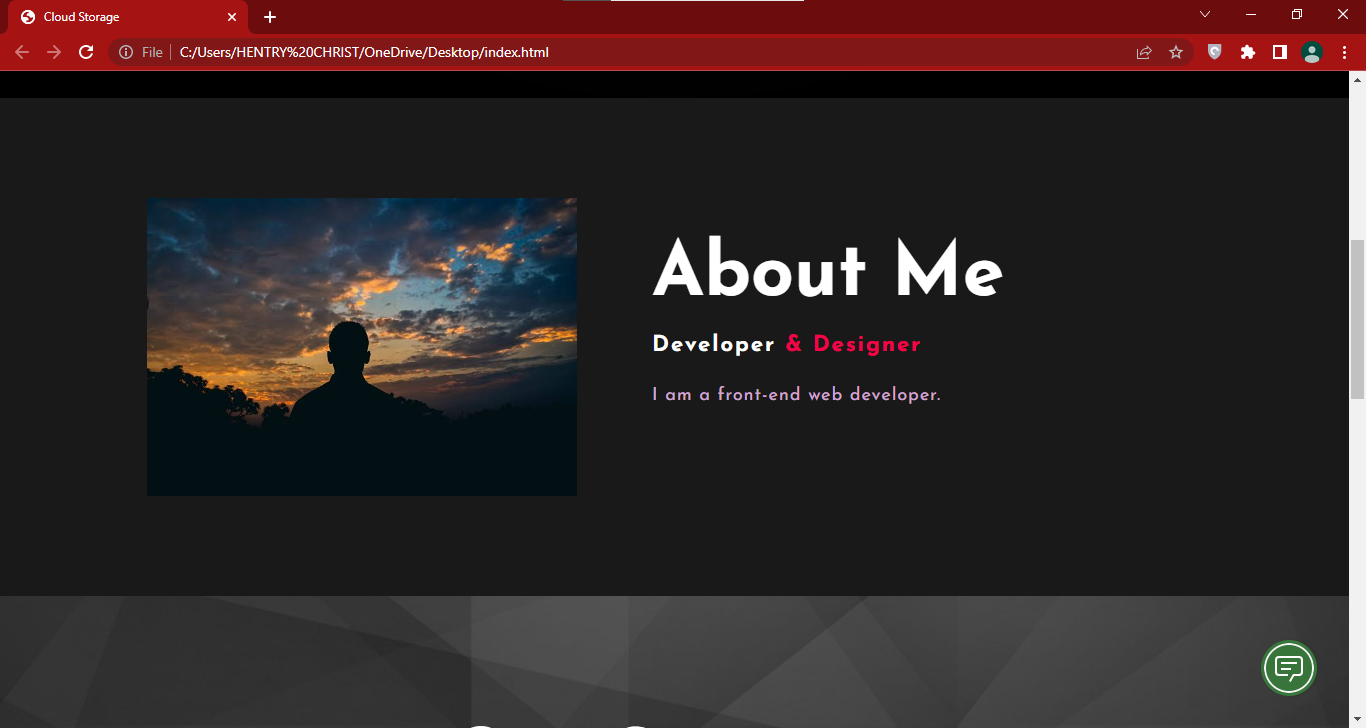 Cloud Storage
File
C:/Users/HENTRY%20CHRIST/OneDrive/Desktop/index.html
About Me
Developer & Designer
I am a front-end web developer.